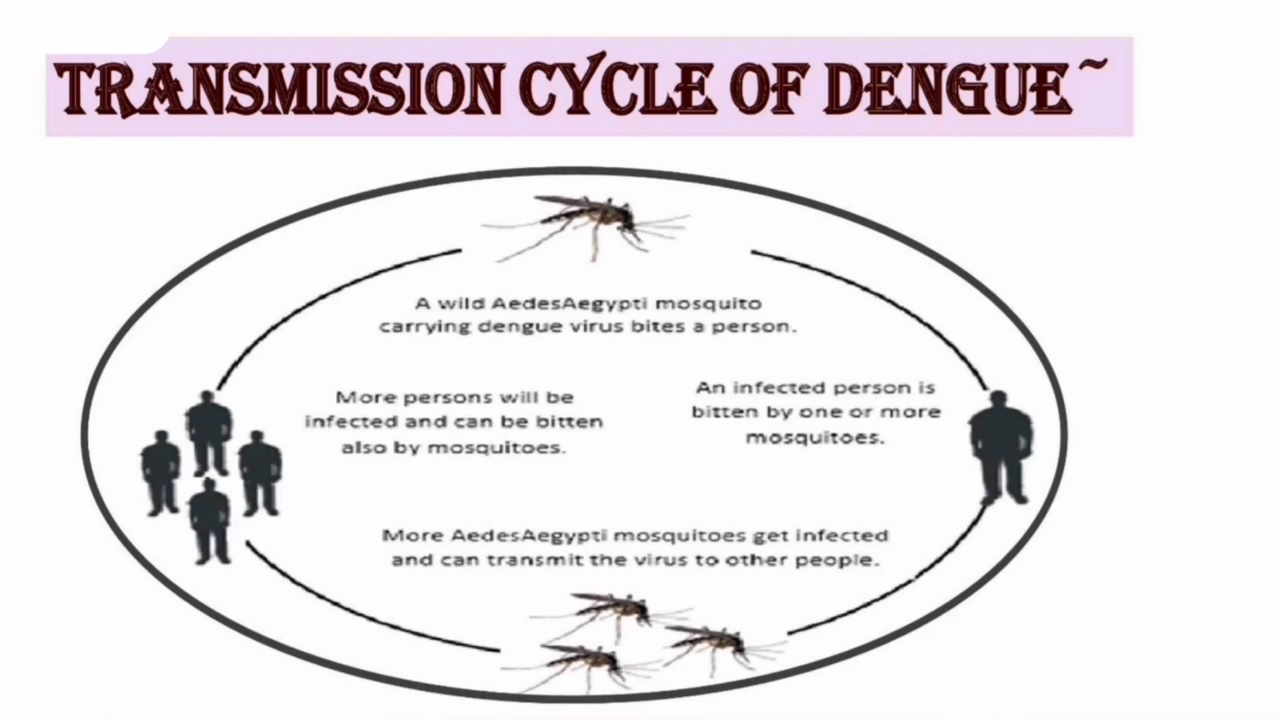 TRANSMISSION CYCLE OF DENGUE~
A wild AedesAegypti mosquito
carrying dengue virus bites a person.
An infected person is
bitten by one or more
mosquitoes.
More AedesAegypti mosquitoes get infected
and can transmit the virus to other people.
More persons will be
infected and can be bitten
also by mosquitoes.